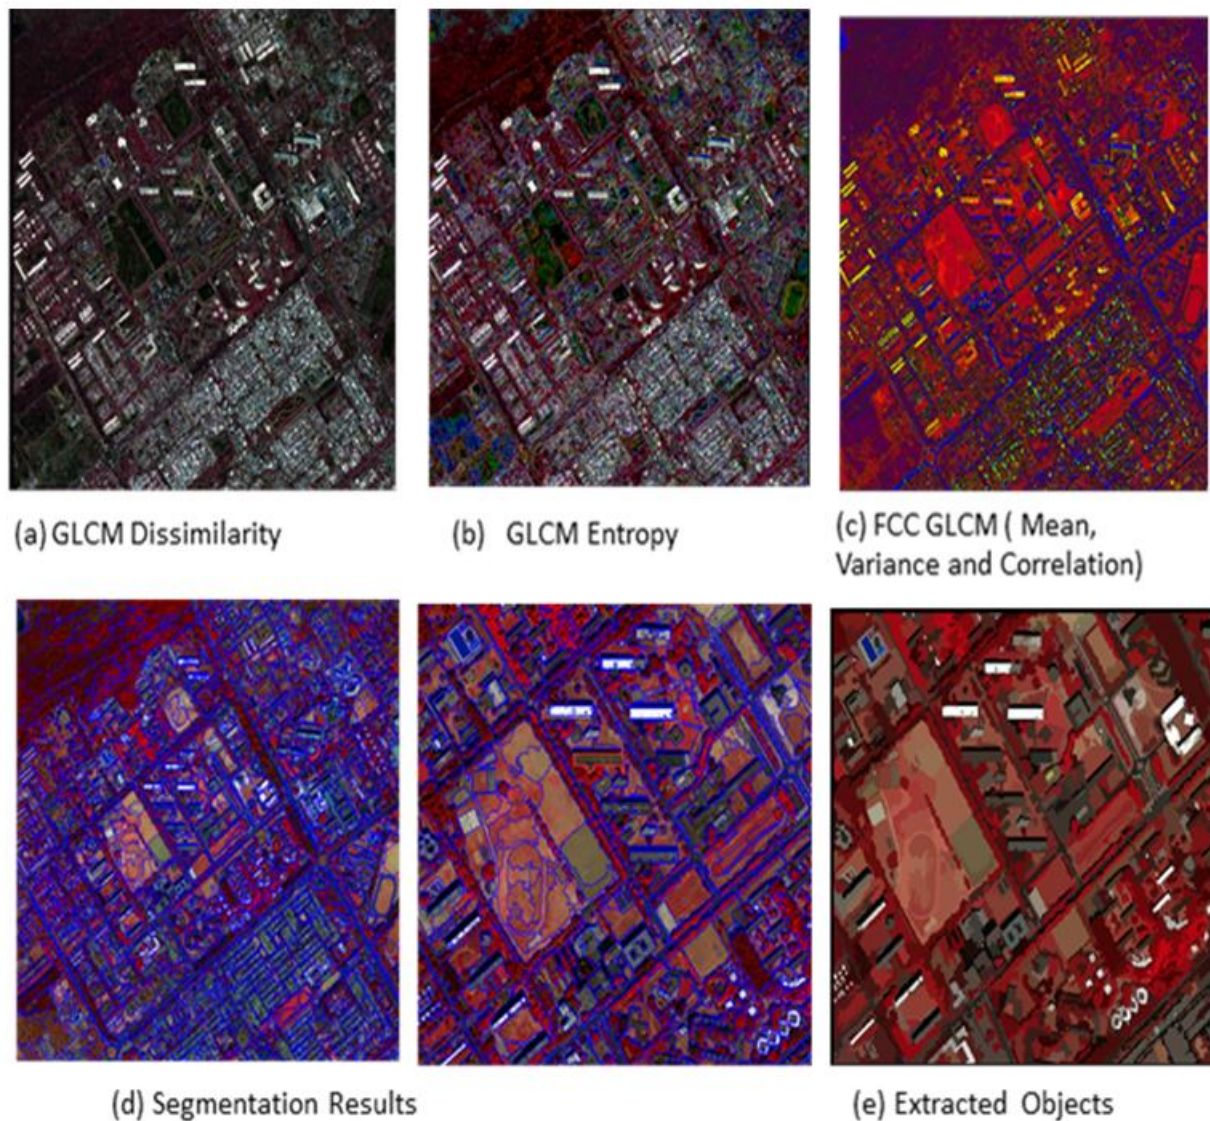 (a) GLCM Dissimilarity
(b) GLCM Entropy
(c) FCC GLCM ( Mean,
Variance and Correlation)
(d) Segmentation Results
(e) Extracted Objects